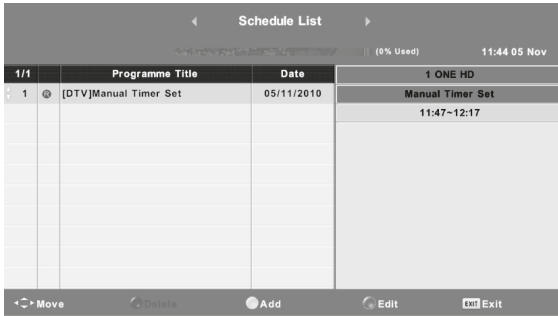 Schedule List
(0% Used) 11:44 05 Nov
1/1 Programme Title Date 1 ONE HD
1 R [DTV]Manual Timer Set 05/11/2010 Manual Timer Set
11:47~12:17
Move Delete Add Edit EXIT Exit